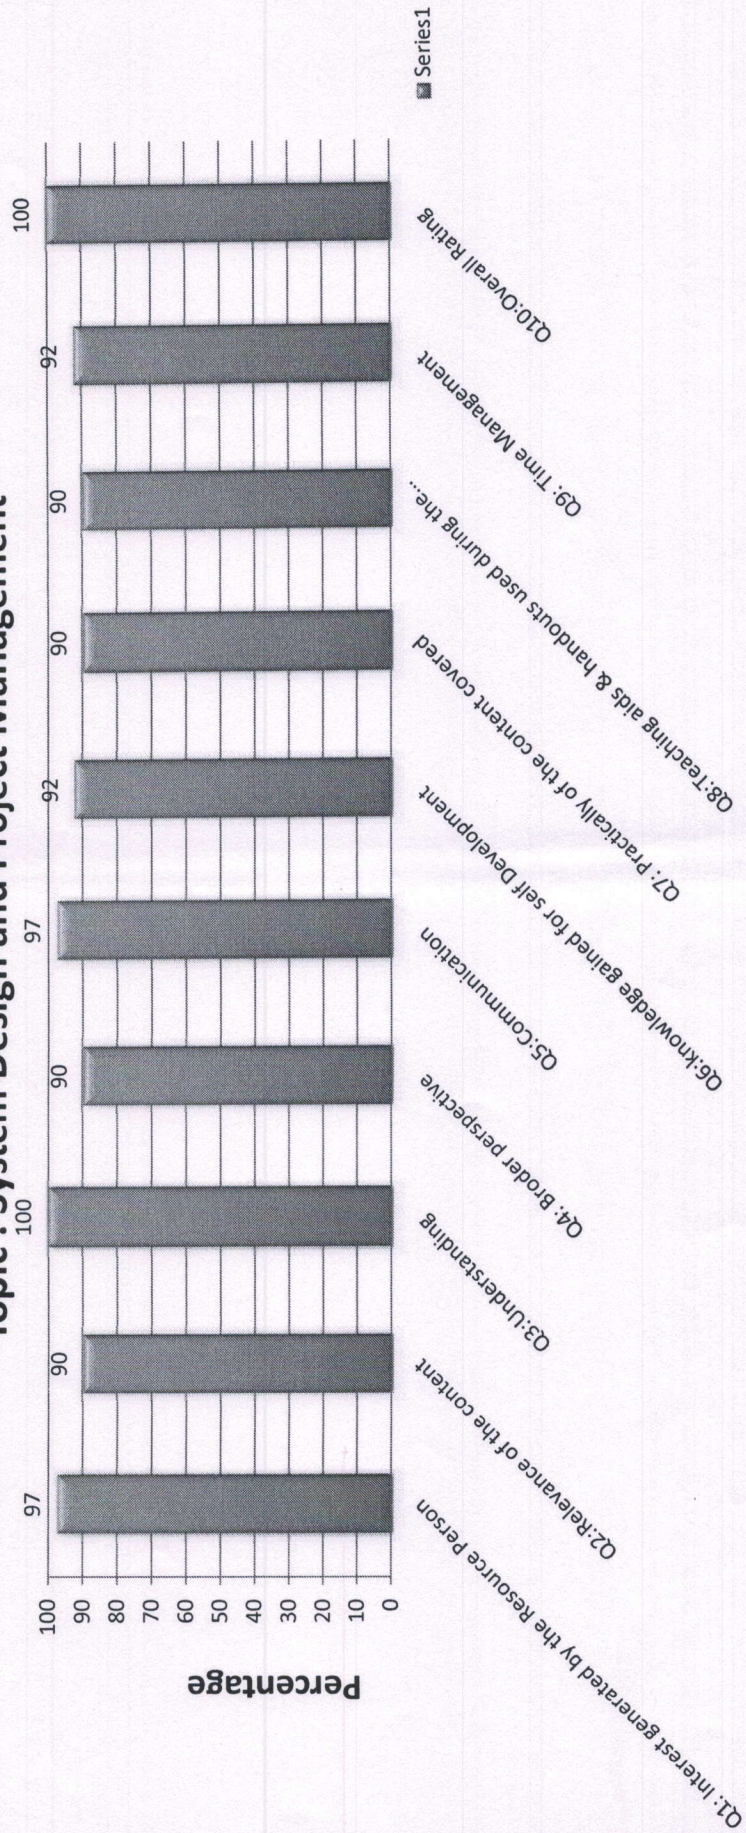 Topic : System Design and Project Management
97
90
100
90
97
92
90
90
92
100
100
90
80
70
60
50
40
30
20
10
0
Percentage
Q1: Interest generated by the Resource Person
Q2:Relevance of the content
Q3:Understanding
Q4: Broder perspective
Q5:Communication
Q6:knowledge gained for self Development
Q7: Practically of the content covered
Q8:Teaching aids & handouts used during the...
Q9: Time Management
Q10:Overall Rating
Series1